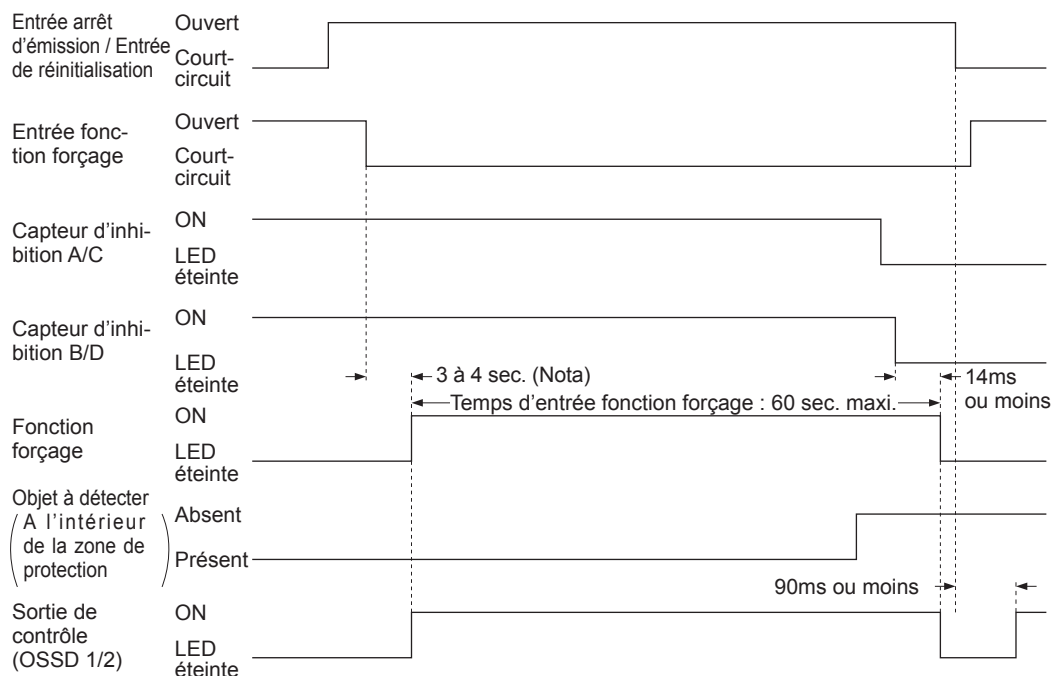 Entrée arrêt
d'émission / Entrée
de réinitialisation
Ouvert
Court-
circuit
Entrée fonc-
tion forçage
Ouvert
Court-
circuit
Capteur d'inhi-
bition A/C
ON
LED
éteinte
Capteur d'inhi-
bition B/D
ON
LED
éteinte
3 à 4 sec. (Nota)
14ms
ou moins
Temps d'entrée fonction forçage : 60 sec. maxi.
Fonction
forçage
ON
LED
éteinte
Objet à détecter
A l'intérieur
de la zone de
protection
Absent
Présent
90ms ou moins
Sortie de
contrôle
(OSSD 1/2)
ON
LED
éteinte